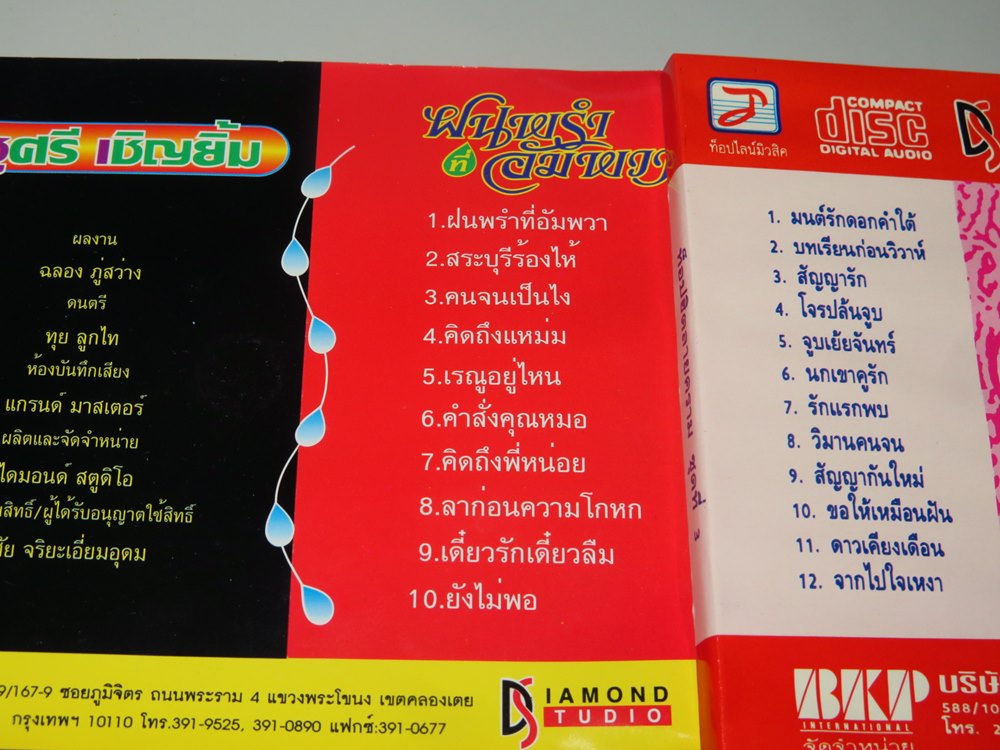 ศรี เชิญยิ้ม
ผลงาน
ฉลอง ภู่สว่าง
ดนตรี
ทุย ลูกไท
ห้องบันทึกเสียง
แกรนด์ มาสเตอร์
ผลิตและจัดจำหน่าย
ไดมอนด์ สตูดิโอ
สิทธิ์/ผู้ได้รับอนุญาตใช้สิทธิ์
จริยะเอี่ยมอุดม
ฝนพรำ
ที่
อัมพวา
1.ฝนพรำที่อัมพวา
2.สระบุรีร้องไห้
3.คนจนเป็นไง
4.คิดถึงแหม่ม
5.เรณูอยู่ไหน
6.คำสั่งคุณหมอ
7.คิดถึงพี่หน่อย
8.ลาก่อนความโกหก
9.เดี๋ยวรักเดี๋ยวลืม
10.ยังไม่พอ
9/167-9 ซอยภูมิจิตร ถนนพระราม 4 แขวงพระโขนง เขตคลองเตย
กรุงเทพฯ 10110 โทร.391-9525, 391-0890 แฟกซ์:391-0677
DIAMOND
STUDIO
ท็อปไลน์มิวสิค
COMPACT
disc
DIGITAL AUDIO
1. มนต์รักดอกคำใต้
2. บทเรียนก่อนวิวาห์
3. สัญญารัก
4. โจรปล้นจูบ
5. จูบเย้ยจันทร์
6. นกเขาคูรัก
7. รักแรกพบ
8. วิมานคนจน
9. สัญญากันใหม่
10. ขอให้เหมือนฝัน
11. ดาวเคียงเดือน
12. จากไปใจเหงา
ชุดที่ 3
BKP
INTERNATIONAL
จัดจำหน่าย
588/10
โทร. 2